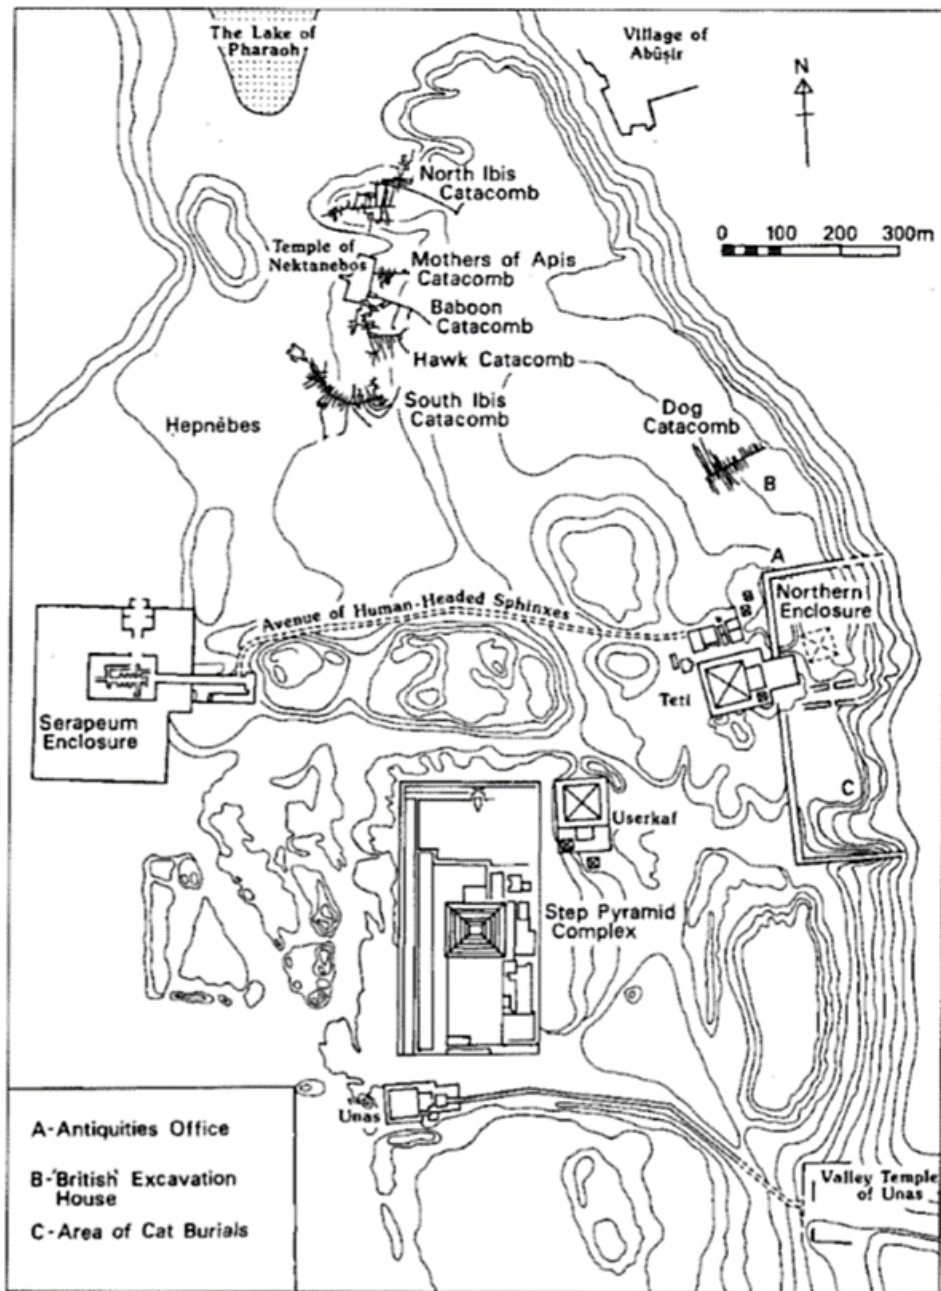 The Lake of
Pharaoh
Village of
Abûṣir
N
North Ibis
Catacomb
0 100 200 300m
Temple of
Nektanebos
Mothers of Apis
Catacomb
Baboon
Catacomb
Hawk Catacomb
South Ibis
Catacomb
Hepnêbes
Dog
Catacomb
B
A
Northern
Enclosure
Avenue of Human-Headed Sphinxes
Teti
Serapeum
Enclosure
C
Userkaf
Step Pyramid
Complex
Unas
A-Antiquities Office
B-'British' Excavation
House
C-Area of Cat Burials
Valley Temple
of Unas